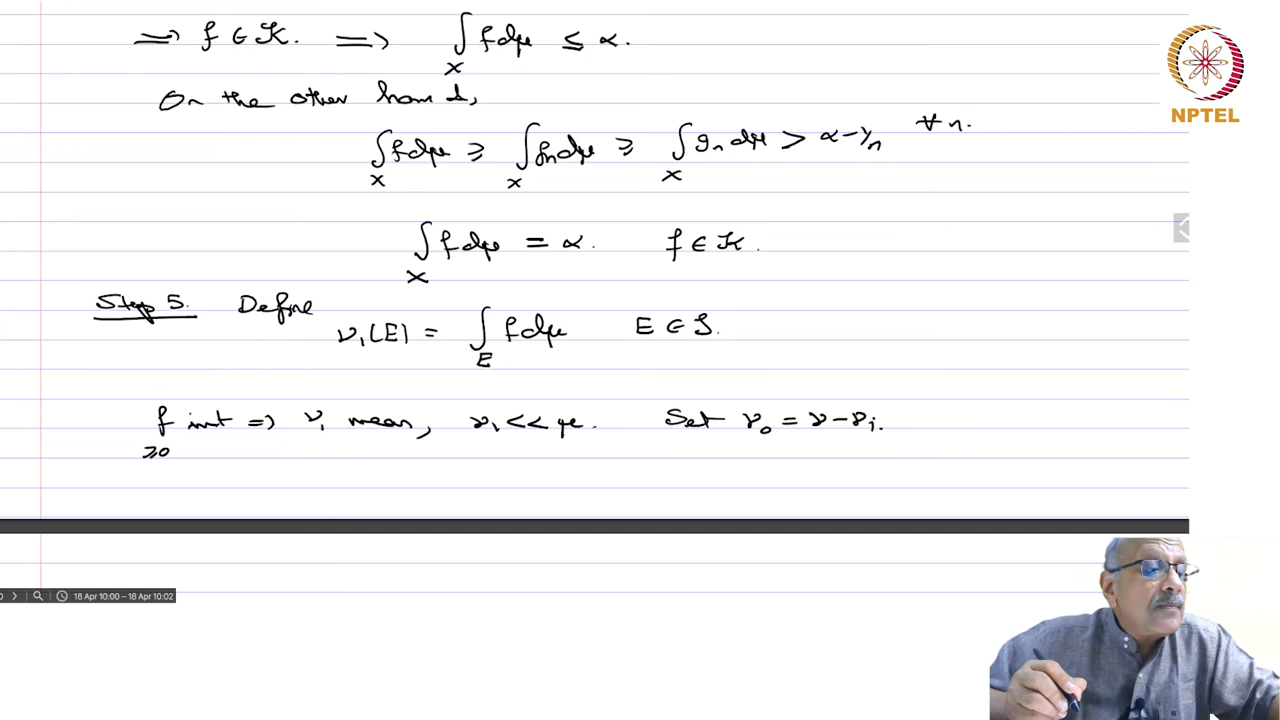 ⟹ f ∈ K. ⟹ ∫_X f dμ ≤ α.
NPTEL
On the other hand,
∫_X f dμ ≥ ∫_X f_n dμ ≥ ∫_X g_n dμ > α - 1/n ∀ n.
∫_X f dμ = α. f ∈ K.
Step 5. Define
ν_1(E) = ∫_E f dμ E ∈ S.
f int ⟹ ν_1 meas, ν_1 << μ. Set ν_0 = ν - ν_1.
≥0
18 Apr 10:00 – 18 Apr 10:02